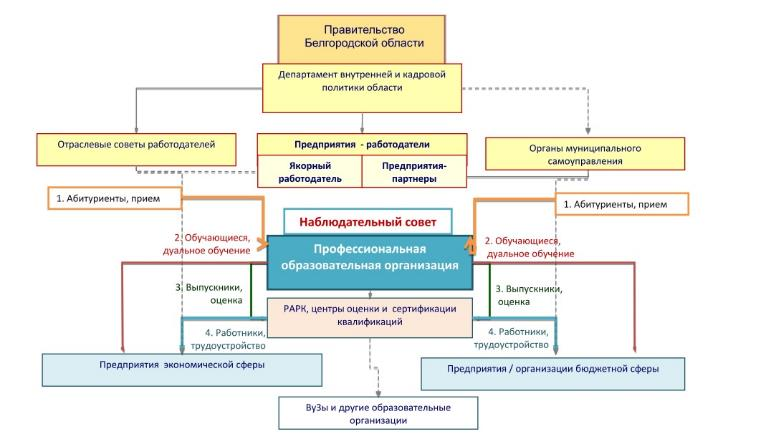 Правительство
Белгородской области
Департамент внутренней и кадровой
политики области
Отраслевые советы работодателей
Предприятия - работодатели
Якорный
работодатель
Предприятия-
партнеры
Органы муниципального
самоуправления
1. Абитуриенты, прием
1. Абитуриенты, прием
Наблюдательный совет
2. Обучающиеся,
дуальное обучение
Профессиональная
образовательная организация
2. Обучающиеся,
дуальное обучение
3. Выпускники,
оценка
3. Выпускники,
оценка
РАРК, центры оценки и сертификации
квалификаций
4. Работники,
трудоустройство
4. Работники,
трудоустройство
Предприятия экономической сферы
Предприятия / организации бюджетной сферы
ВуЗы и другие образовательные
организации